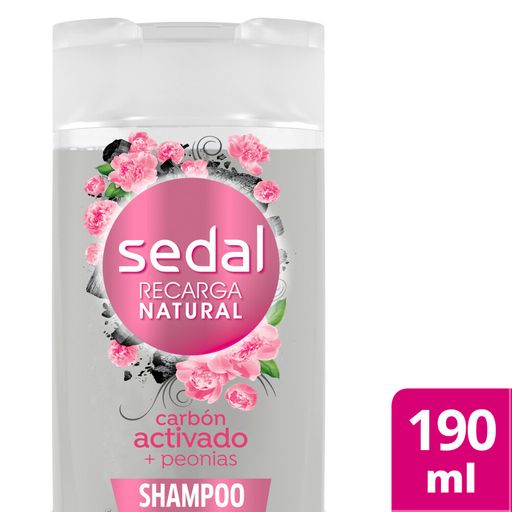 sedal
RECARGA
NATURAL
carbón
activado
+ peonias
SHAMPOO
190
ml